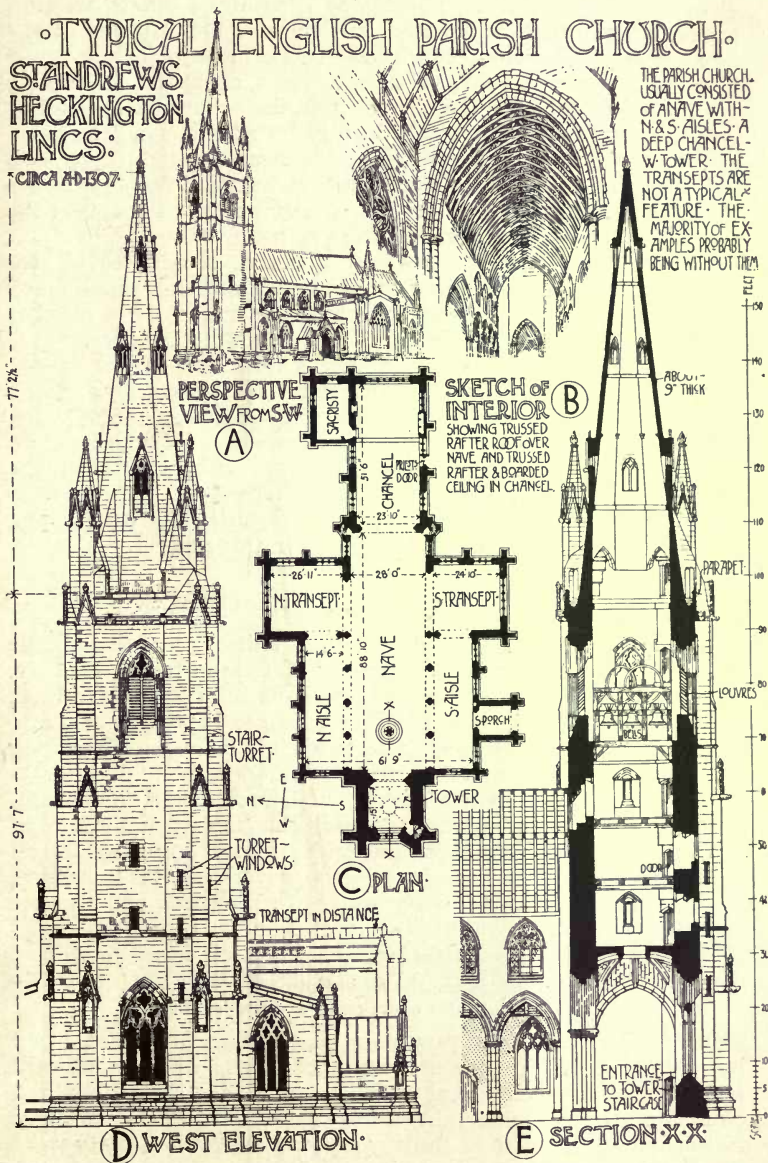 ·TYPICAL ENGLISH PARISH CHURCH·
ST ANDREWS
HECKINGTON
LINCS:
·CIRCA A·D·1307·
THE PARISH CHURCH
USUALLY CONSISTED
OF A NAVE WITH
N & S· AISLES· A
DEEP CHANCEL
W· TOWER· THE
TRANSEPTS ARE
NOT A TYPICAL
FEATURE· THE
MAJORITY OF EX-
AMPLES PROBABLY
BEING WITHOUT THEM
PERSPECTIVE
VIEW FROM S·W·
A
SKETCH OF
INTERIOR
B
SHOWING TRUSSED
RAFTER ROOF OVER
NAVE AND TRUSSED
RAFTER & BOARDED
CEILING IN CHANCEL
77·2½"
97·7"
SACRISTY
CHANCEL
PRIESTS
DOOR
51·6"
23·10"
26·11"
28·0"
24·10"
N·TRANSEPT
S·TRANSEPT
14·6
88·10"
NAVE
N·AISLE
S·AISLE
S·PORCH
X
61·9"
TOWER
X
E
N
S
W
C PLAN·
STAIR-
TURRET·
TURRET-
WINDOWS·
TRANSEPT IN DISTANCE
D WEST ELEVATION·
FEET
150
140
130
120
110
100
90
80
70
60
50
40
30
20
10
5
0
ABOUT
9" THICK
PARAPET·
LOUVRES
BELLS
DOOR
ENTRANCE
TO TOWER
STAIRCASE
E SECTION·X·X·